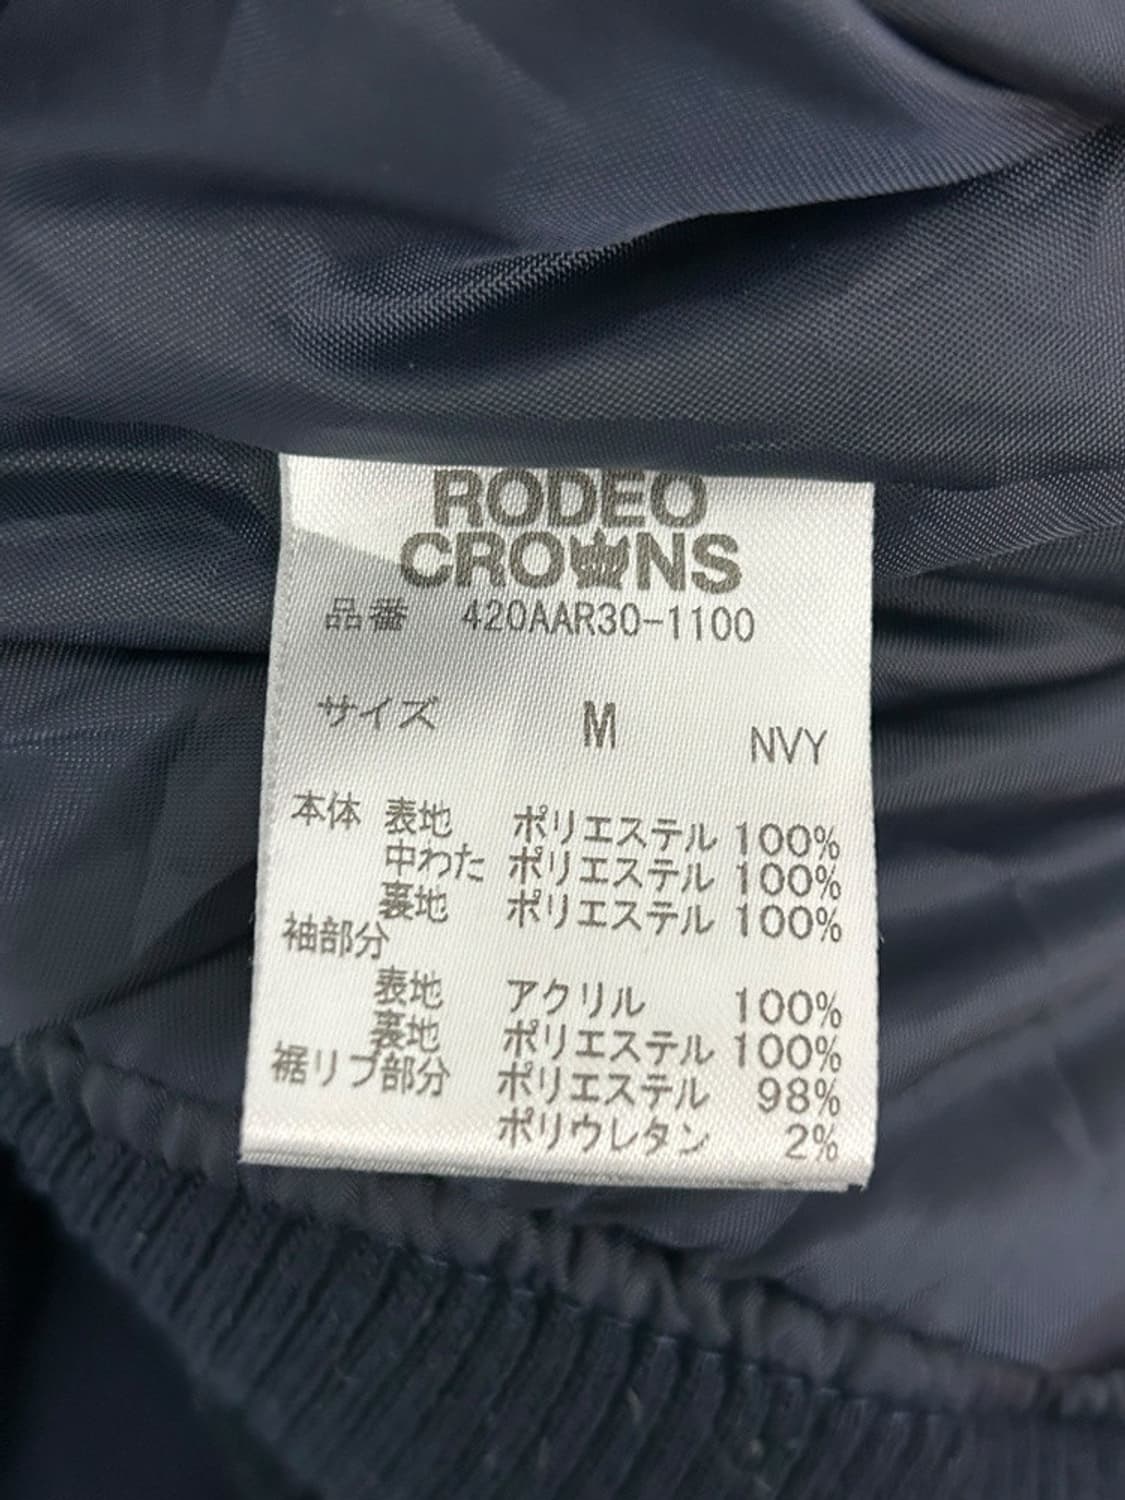 RODEO
CROWNS
品番 420AAR30-1100
サイズ M NVY
本体 表地 ポリエステル 100%
中わた ポリエステル 100%
裏地 ポリエステル 100%
袖部分
表地 アクリル 100%
裏地 ポリエステル 100%
裾リブ部分 ポリエステル 98%
ポリウレタン 2%